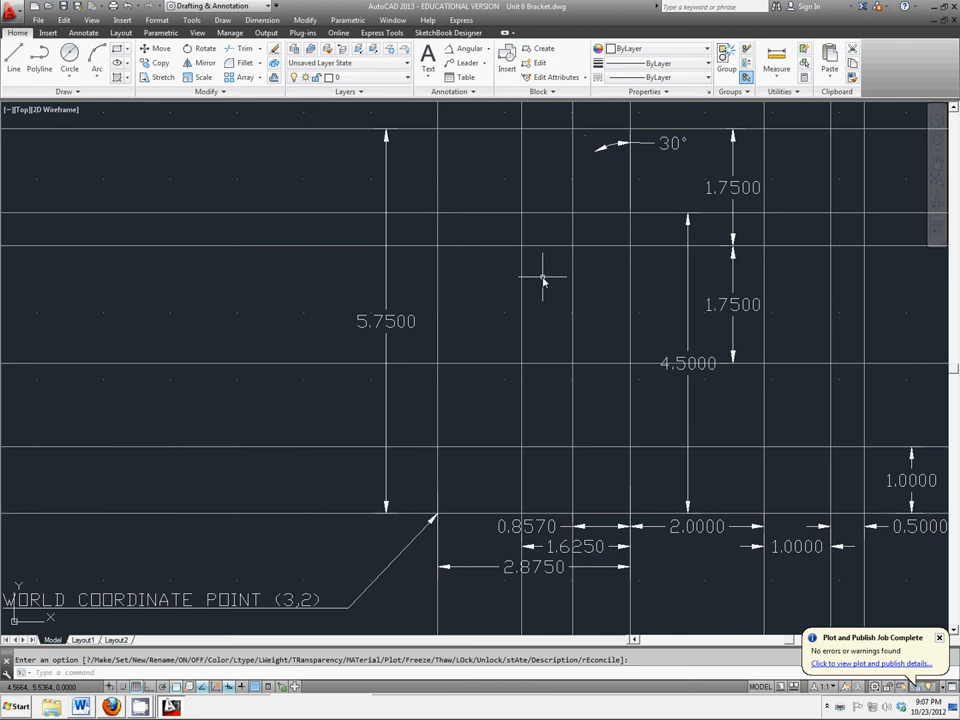 Drafting & Annotation
AutoCAD 2013 - EDUCATIONAL VERSION Unit 6 Bracket.dwg
Type a keyword or phrase
Sign In
File Edit View Insert Format Tools Draw Dimension Modify Parametric Window Help Express
Home Insert Annotate Layout Parametric View Manage Output Plug-ins Online Express Tools SketchBook Designer
Line Polyline Circle Arc
Move Rotate Trim
Copy Mirror Fillet
Stretch Scale Array
Unsaved Layer State
0
Text
Angular
Leader
Table
Insert
Create
Edit
Edit Attributes
ByLayer
ByLayer
ByLayer
Group
Measure
Paste
Draw Modify Layers Annotation Block Properties Groups Utilities Clipboard
[−][Top][2D Wireframe]
30°
1.7500
5.7500
1.7500
4.5000
1.0000
0.8570
2.0000
0.5000
1.6250
1.0000
2.8750
WORLD COORDINATE POINT (3,2)
Y
X
Model Layout1 Layout2
Plot and Publish Job Complete
No errors or warnings found
Click to view plot and publish details...
Enter an option [?/Make/Set/New/Rename/ON/OFF/Color/Ltype/LWeight/TRansparency/MATerial/Plot/Freeze/Thaw/LOck/Unlock/stAte/Description/rEconcile]:
Type a command
4.5664, 5.5364, 0.0000
MODEL
1:1
Start
9:07 PM
10/23/2012